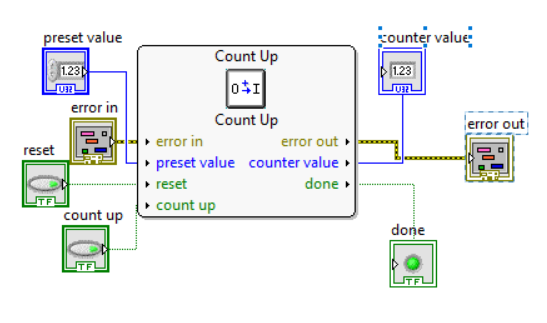 preset value
counter value
Count Up
1.23
1.23
U32
U32
0 I
Count Up
error in
error out
error in
error out
reset
preset value
counter value
reset
done
TF
count up
count up
TF
done
TF